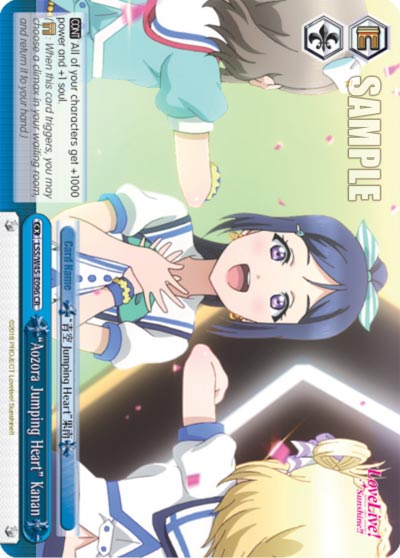 SAMPLE
CONT All of your characters get +1000
power and +1 soul.
( : When this card triggers, you may
choose a climax in your waiting room,
and return it to your hand )
Card Name
"青空Jumping Heart"果南
CX
"Aozora Jumping Heart" Kanan
LoveLive!
Sunshine!!